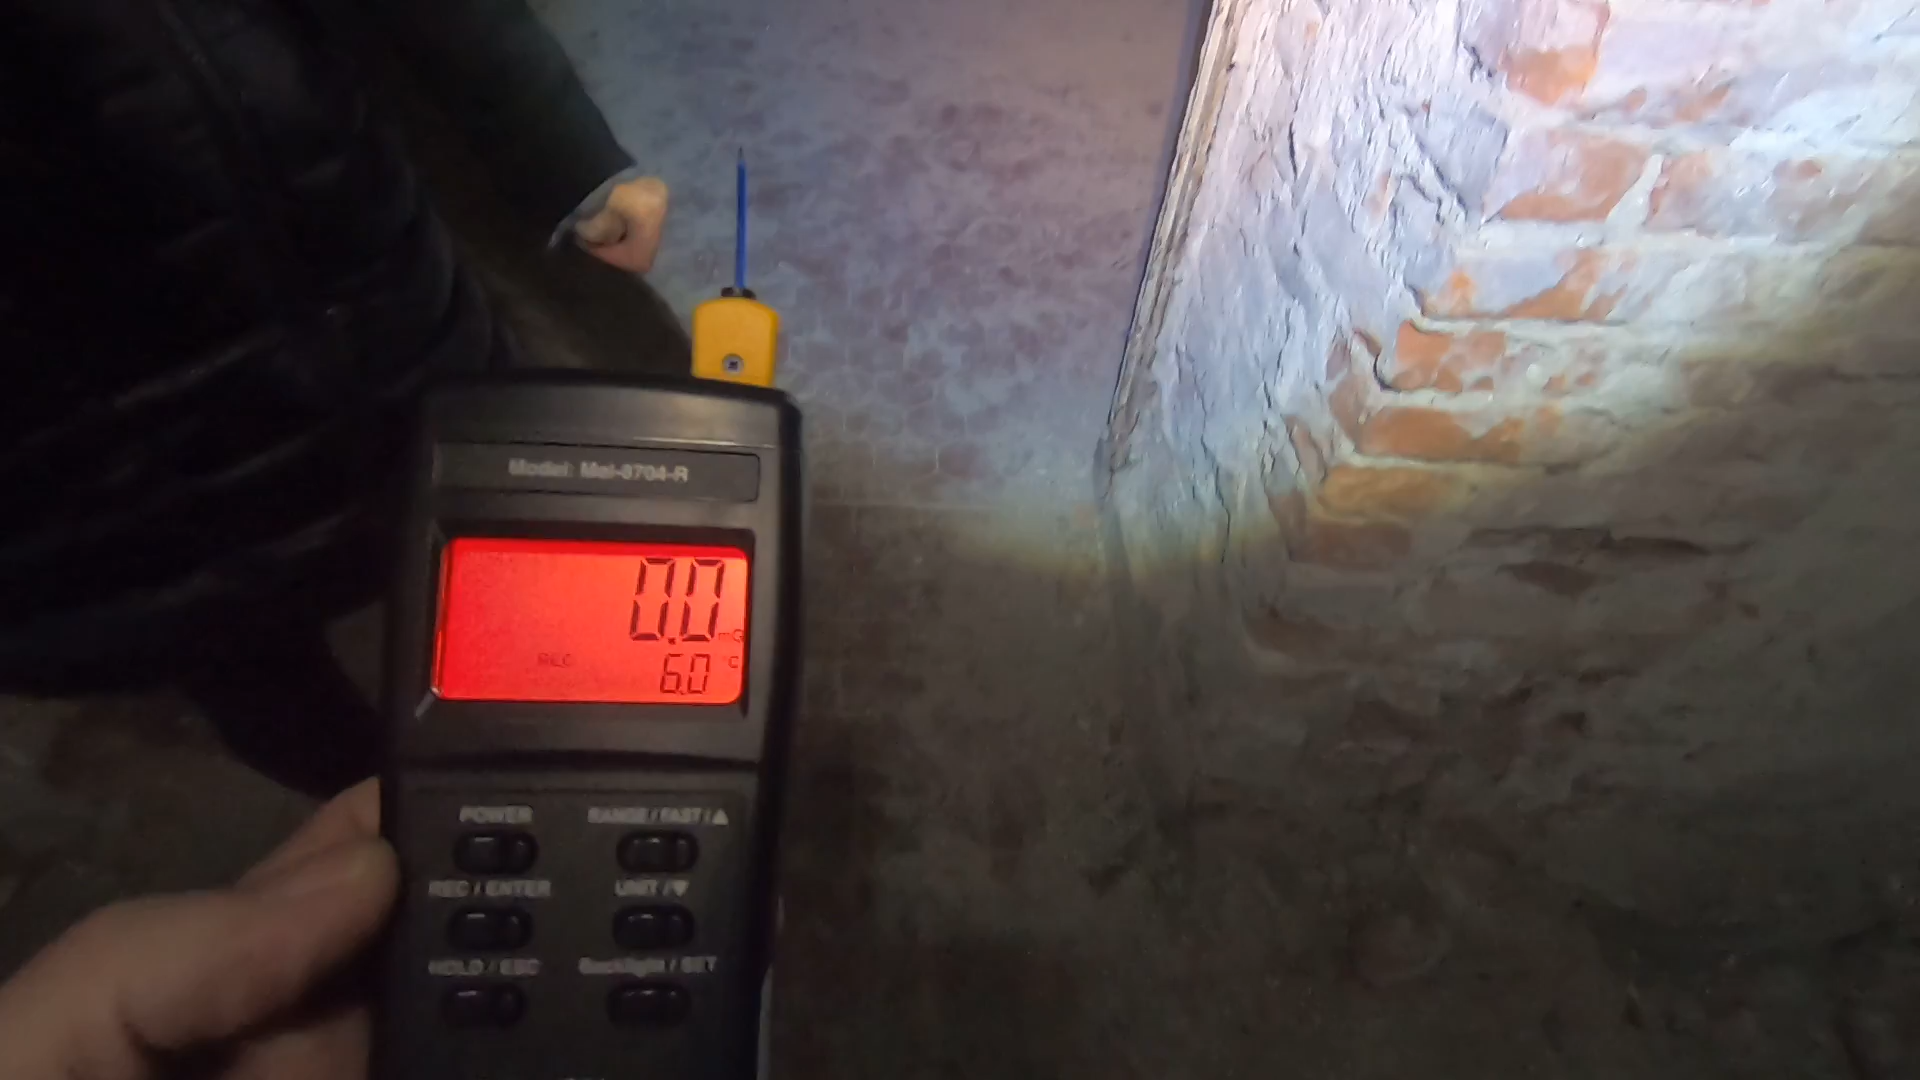 Model: Mel-8704-R
0.0 mG
REC 6.0 °C
POWER RANGE / FAST / ▲
REC / ENTER UNIT / ▼
HOLD / ESC Backlight / SET